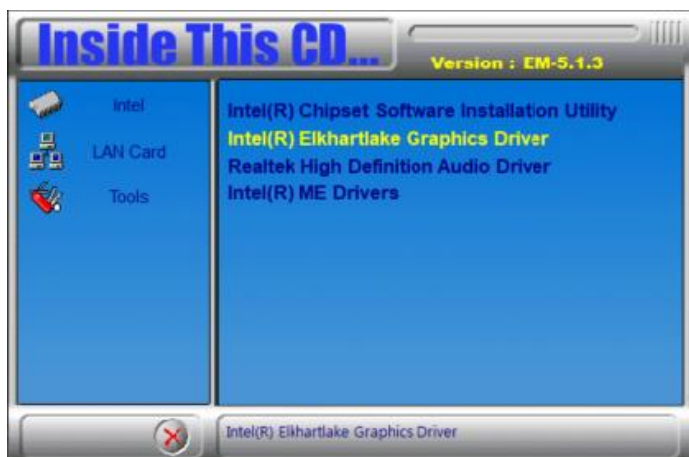 Inside This CD...
Version : EM-5.1.3
Intel
LAN Card
Tools
Intel(R) Chipset Software Installation Utility
Intel(R) Elkhartlake Graphics Driver
Realtek High Definition Audio Driver
Intel(R) ME Drivers
Intel(R) Elkhartlake Graphics Driver